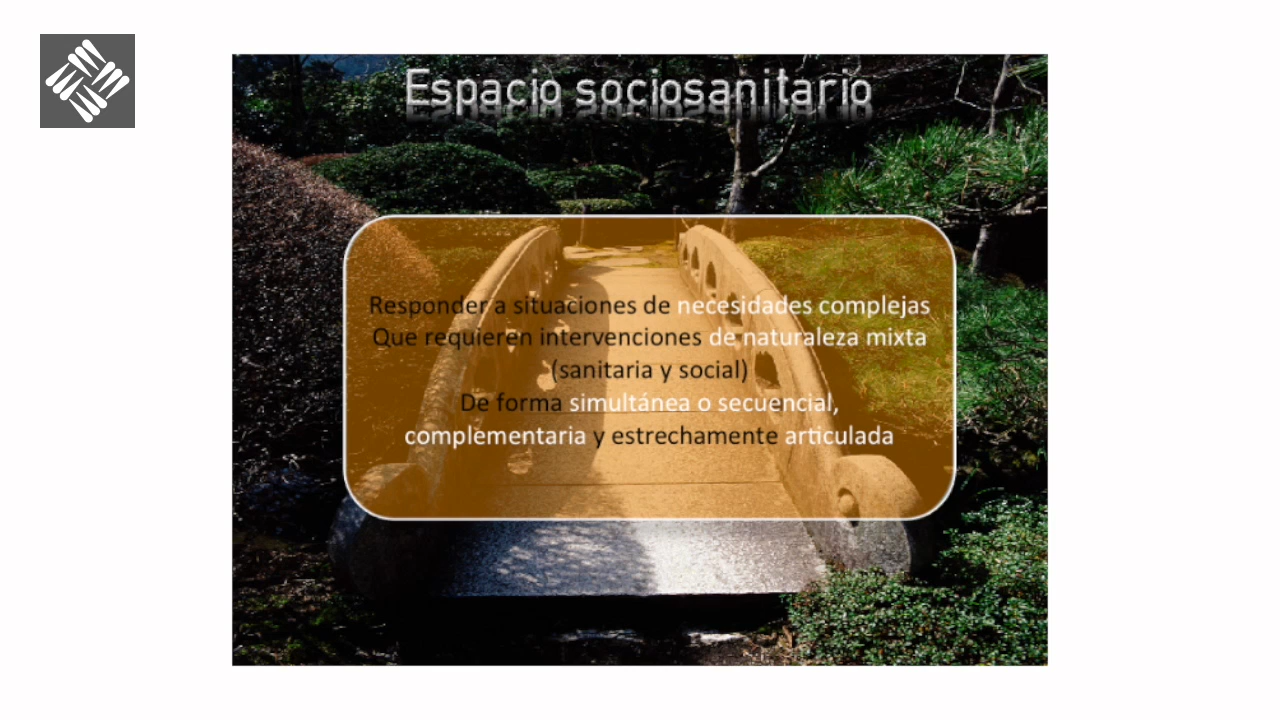 Espacio sociosanitario
Responder a situaciones de necesidades complejas
Que requieren intervenciones de naturaleza mixta
(sanitaria y social)
De forma simultánea o secuencial,
complementaria y estrechamente articulada